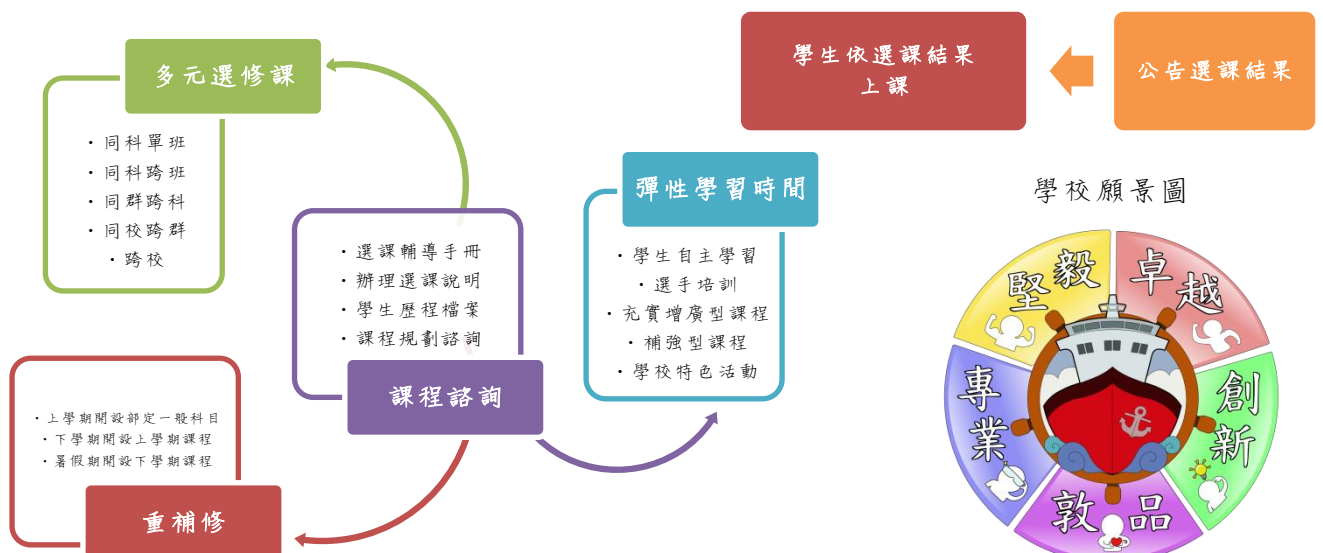 多元選修課
・同科單班
・同科跨班
・同群跨科
・同校跨群
・跨校
・選課輔導手冊
・辦理選課說明
・學生歷程檔案
・課程規劃諮詢
課程諮詢
・上學期開設部定一般科目
・下學期開設上學期課程
・暑假期開設下學期課程
重補修
彈性學習時間
・學生自主學習
・選手培訓
・充實增廣型課程
・補強型課程
・學校特色活動
學生依選課結果
上課
公告選課結果
學校願景圖
堅毅
卓越
專業
創新
敦品